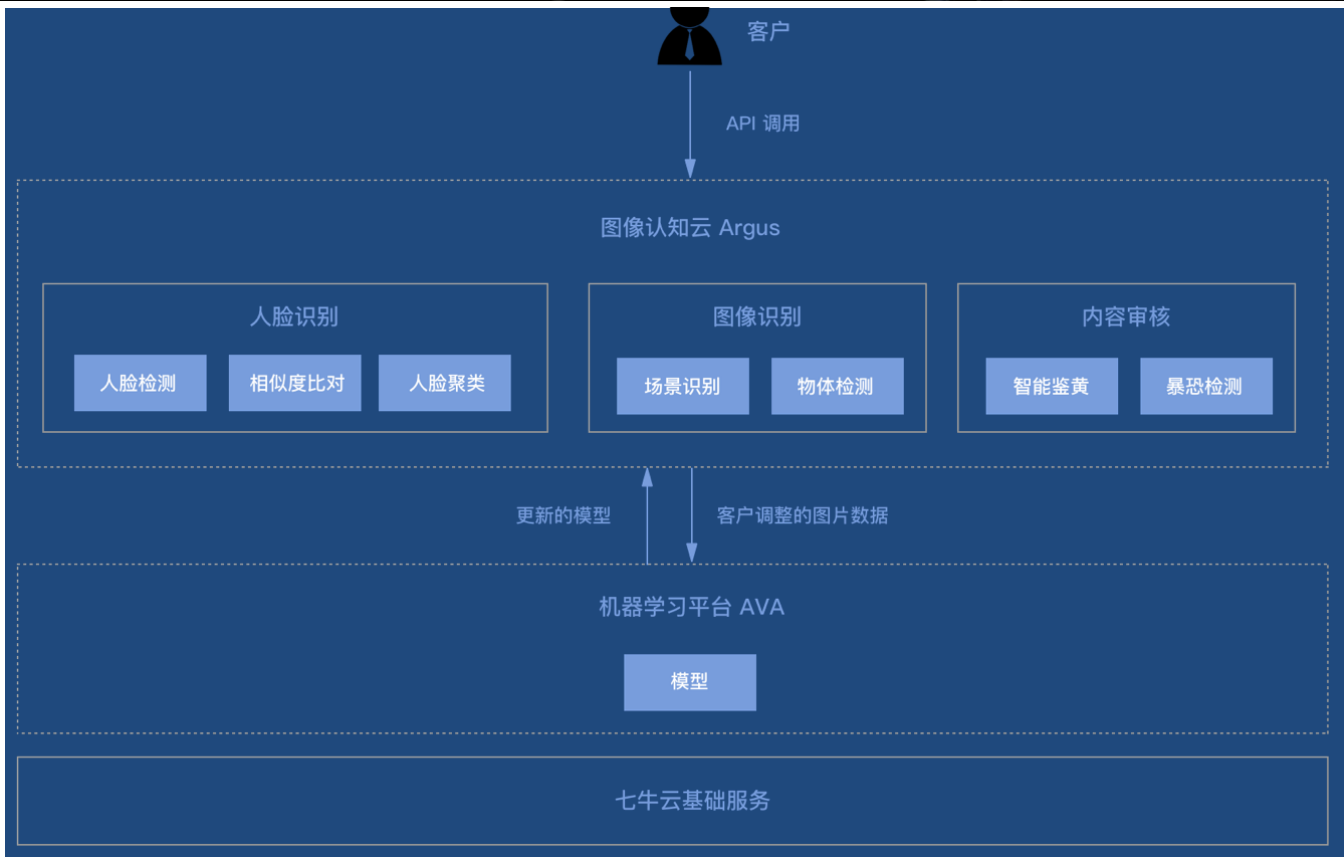 客户
API 调用
图像认知云 Argus
人脸识别
人脸检测
相似度比对
人脸聚类
图像识别
场景识别
物体检测
内容审核
智能鉴黄
暴恐检测
更新的模型
客户调整的图片数据
机器学习平台 AVA
模型
七牛云基础服务